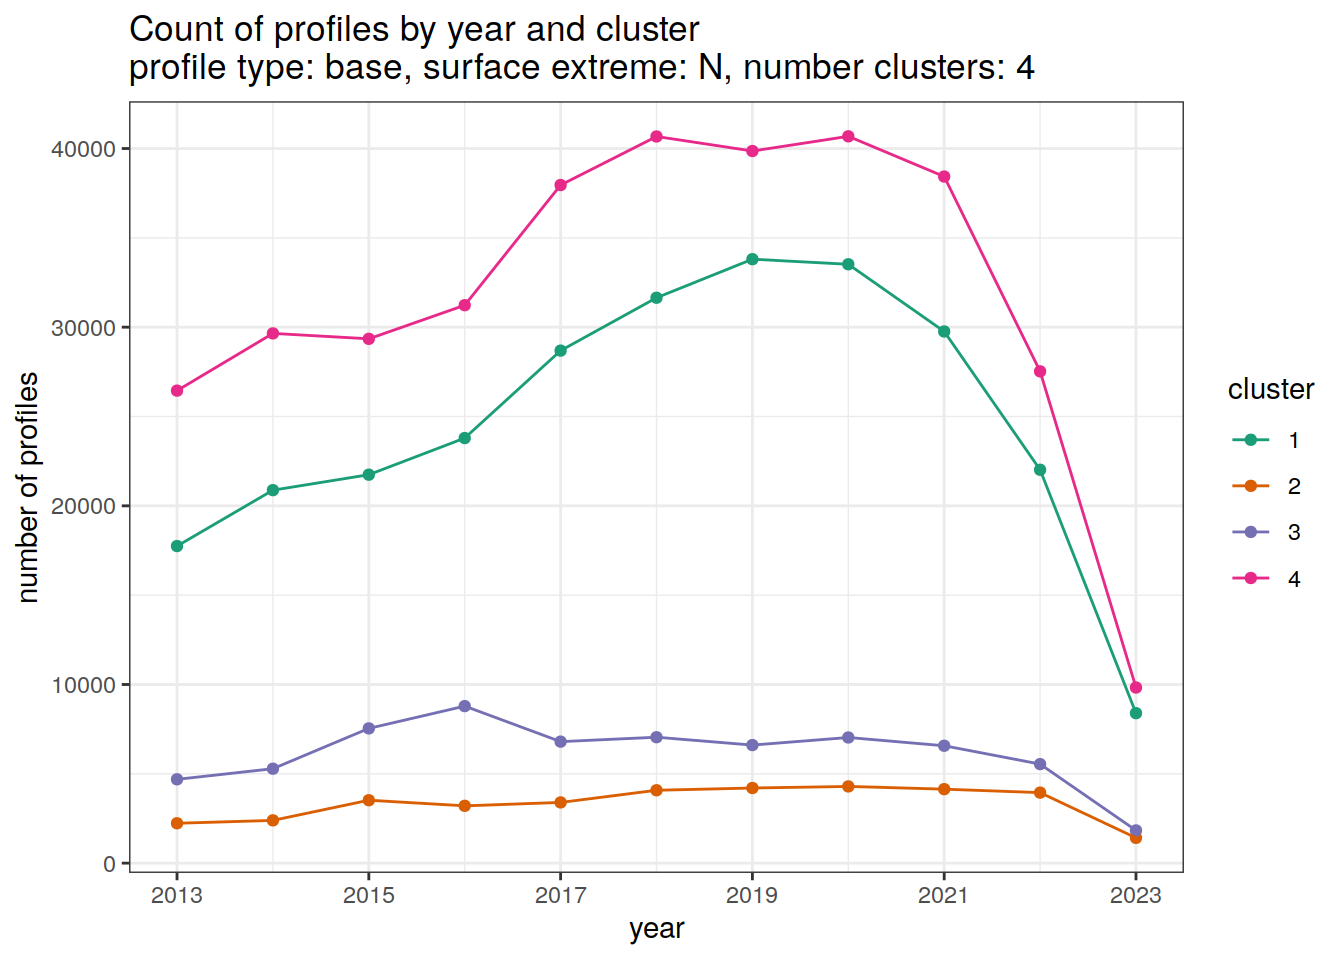 Count of profiles by year and cluster
profile type: base, surface extreme: N, number clusters: 4
number of profiles
40000
30000
20000
10000
0
2013 2015 2017 2019 2021 2023
year
cluster
1
2
3
4